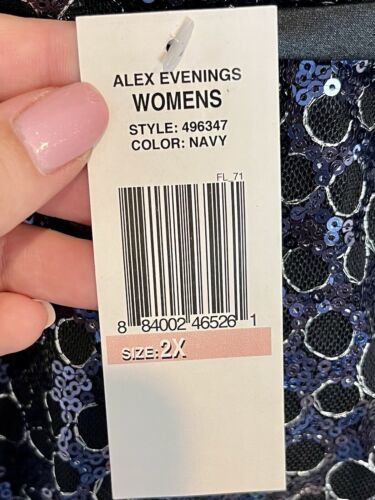 ALEX EVENINGS
WOMENS
STYLE: 496347
COLOR: NAVY
FL 71
8 84002 46526 1
SIZE: 2X